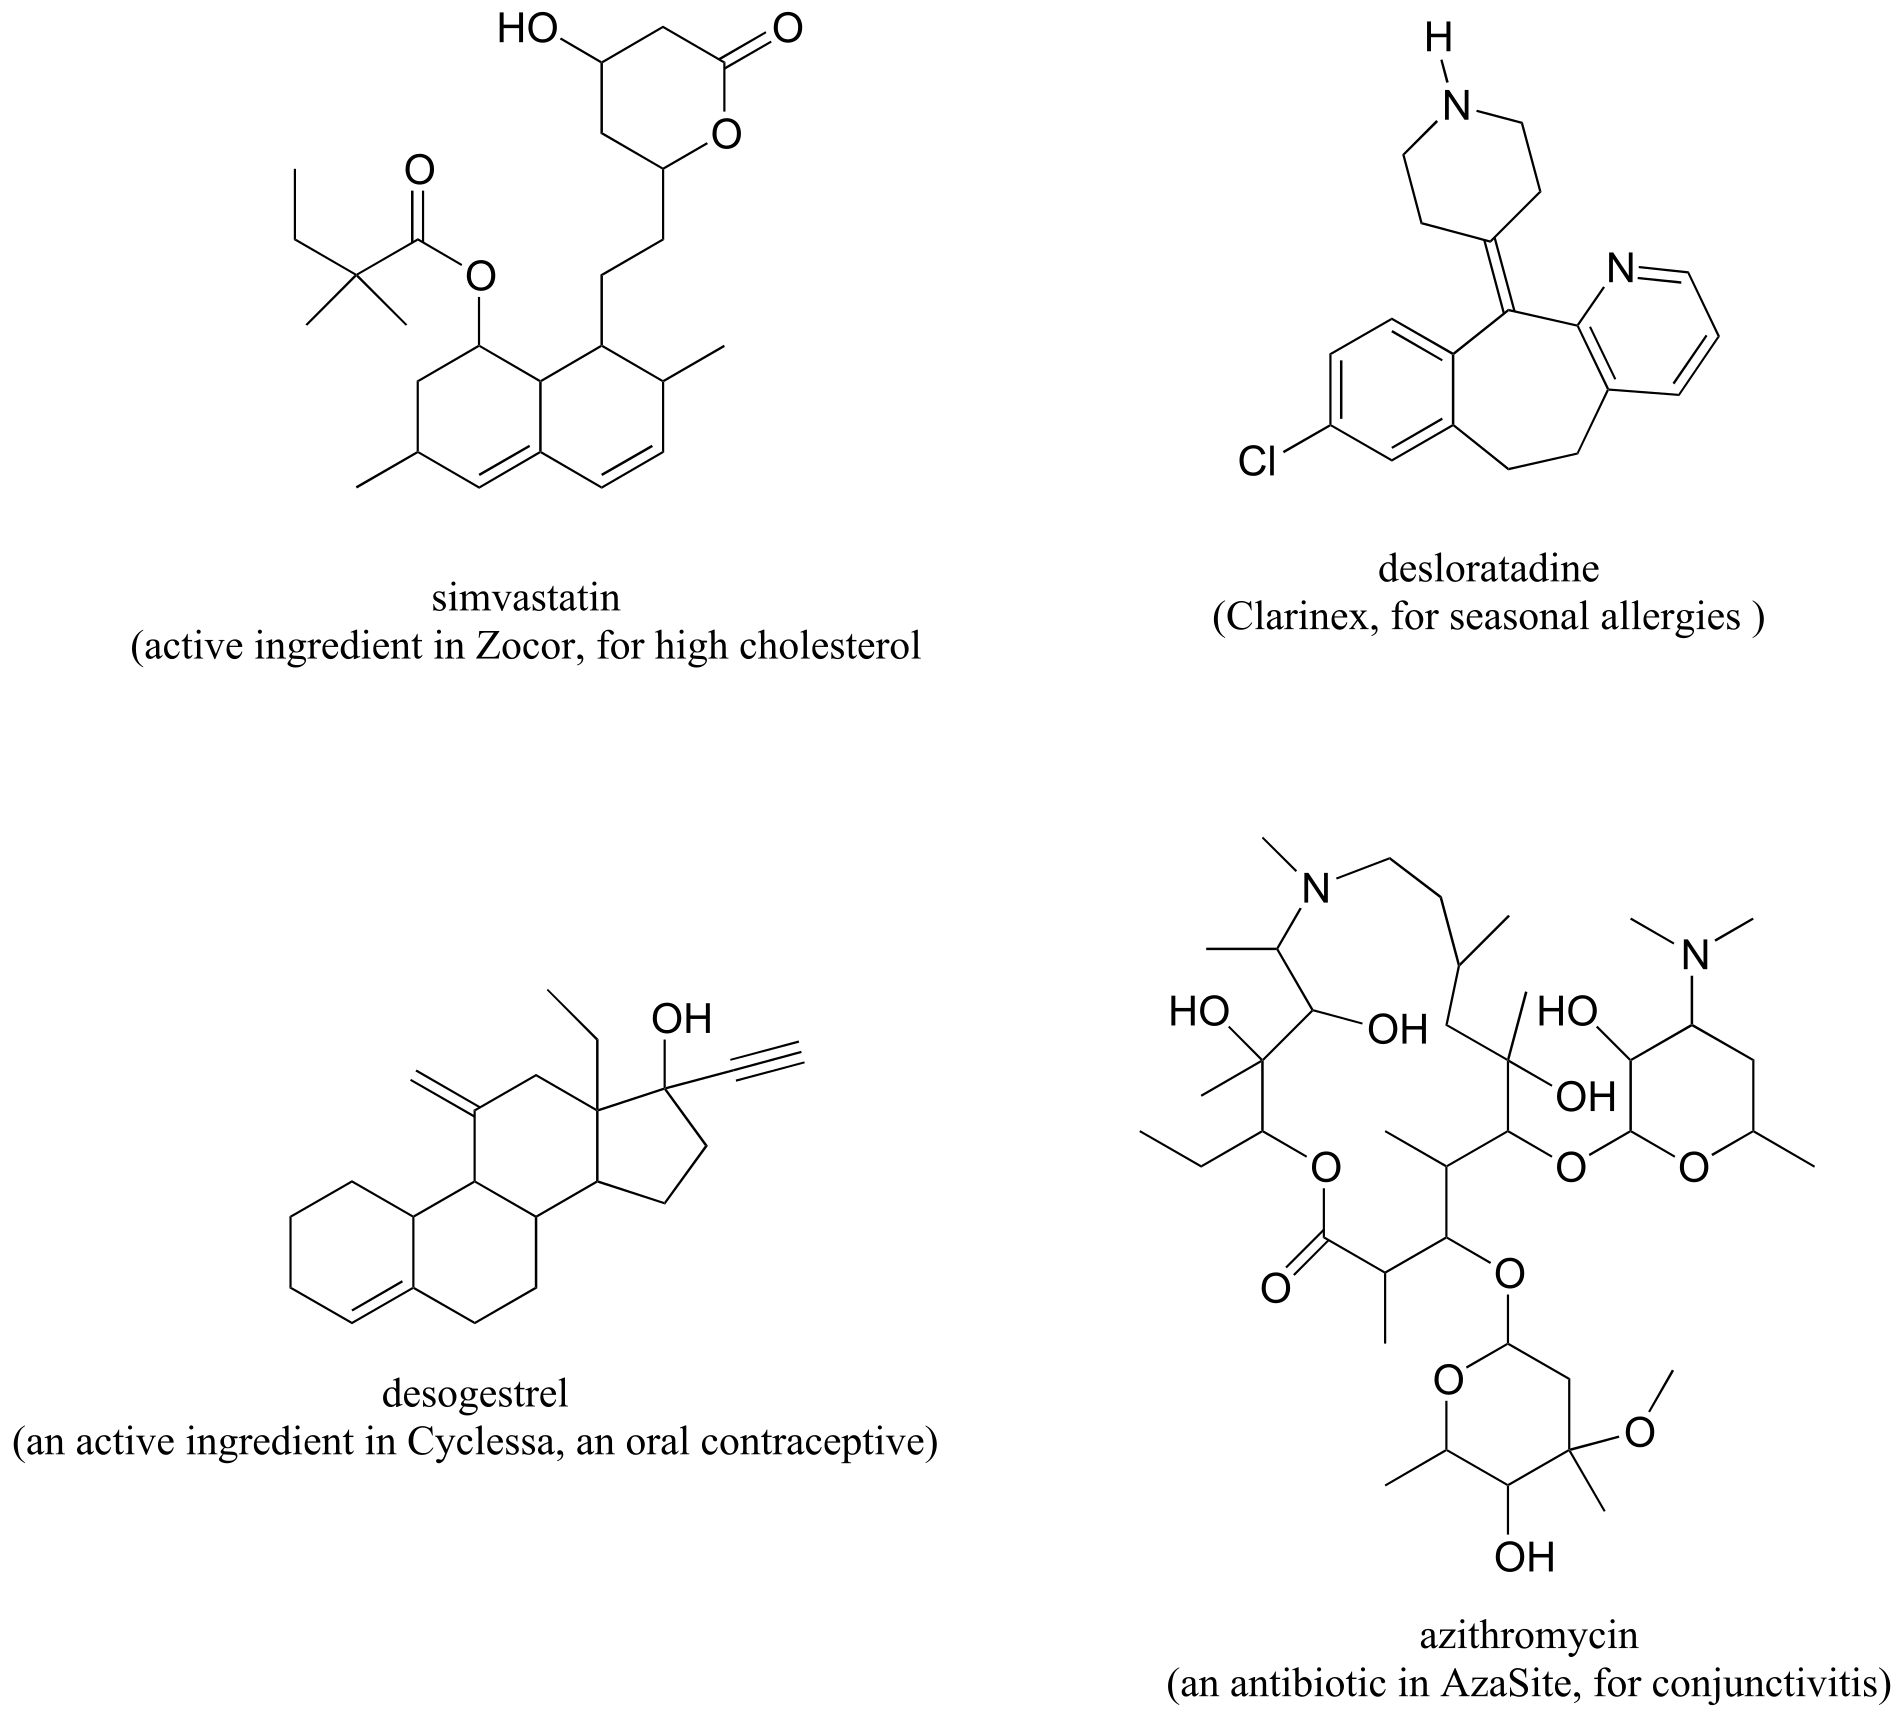 HO
O
O
O
O
simvastatin
(active ingredient in Zocor, for high cholesterol
H
N
N
Cl
desloratadine
(Clarinex, for seasonal allergies )
OH
desogestrel
(an active ingredient in Cyclessa, an oral contraceptive)
N
N
HO
OH
HO
OH
O
O
O
O
O
O
O
OH
azithromycin
(an antibiotic in AzaSite, for conjunctivitis)